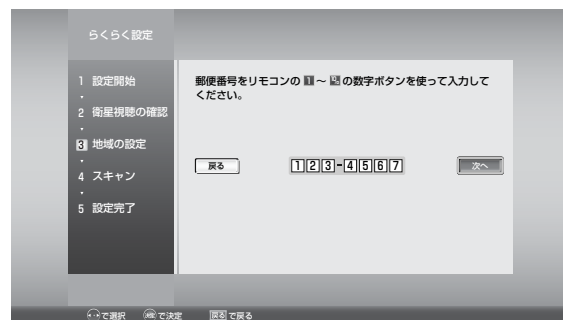 らくらく設定
1 設定開始
2 衛星視聴の確認
3 地域の設定
4 スキャン
5 設定完了
郵便番号をリモコンの 1 ～ の数字ボタンを使って入力して
ください。
戻る
123-4567
次へ
で選択 で決定 戻る で戻る